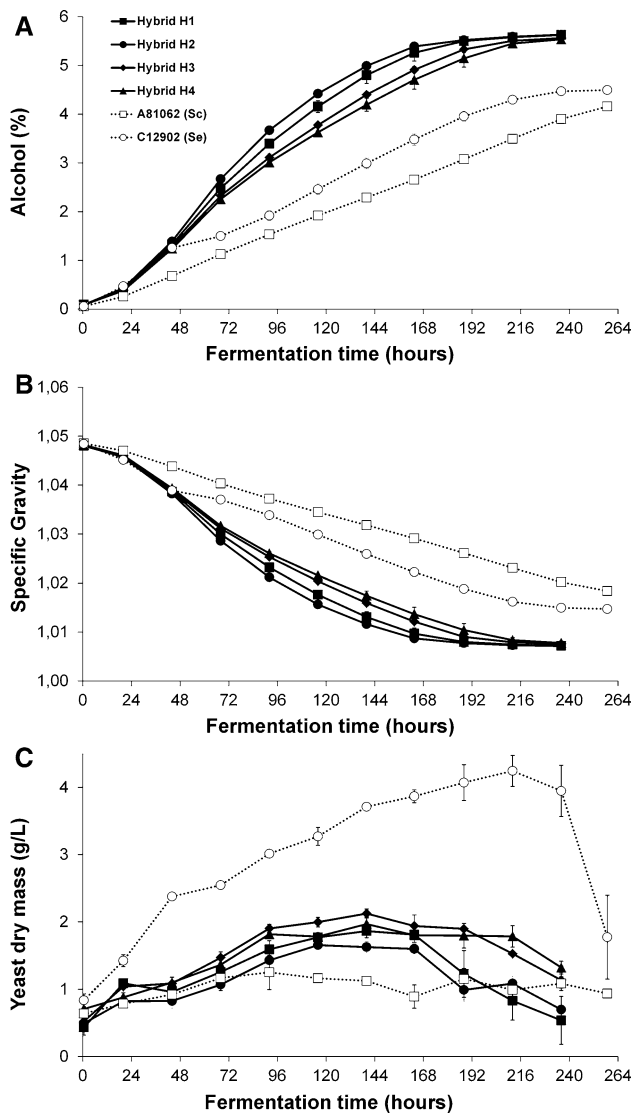 A
6
5
4
3
2
1
0
Alcohol (%)
Hybrid H1
Hybrid H2
Hybrid H3
Hybrid H4
A81062 (Sc)
C12902 (Se)
0 24 48 72 96 120 144 168 192 216 240 264
Fermentation time (hours)
B
1,06
1,05
1,04
1,03
1,02
1,01
1,00
Specific Gravity
0 24 48 72 96 120 144 168 192 216 240 264
Fermentation time (hours)
C
4
3
2
1
0
Yeast dry mass (g/L)
0 24 48 72 96 120 144 168 192 216 240 264
Fermentation time (hours)